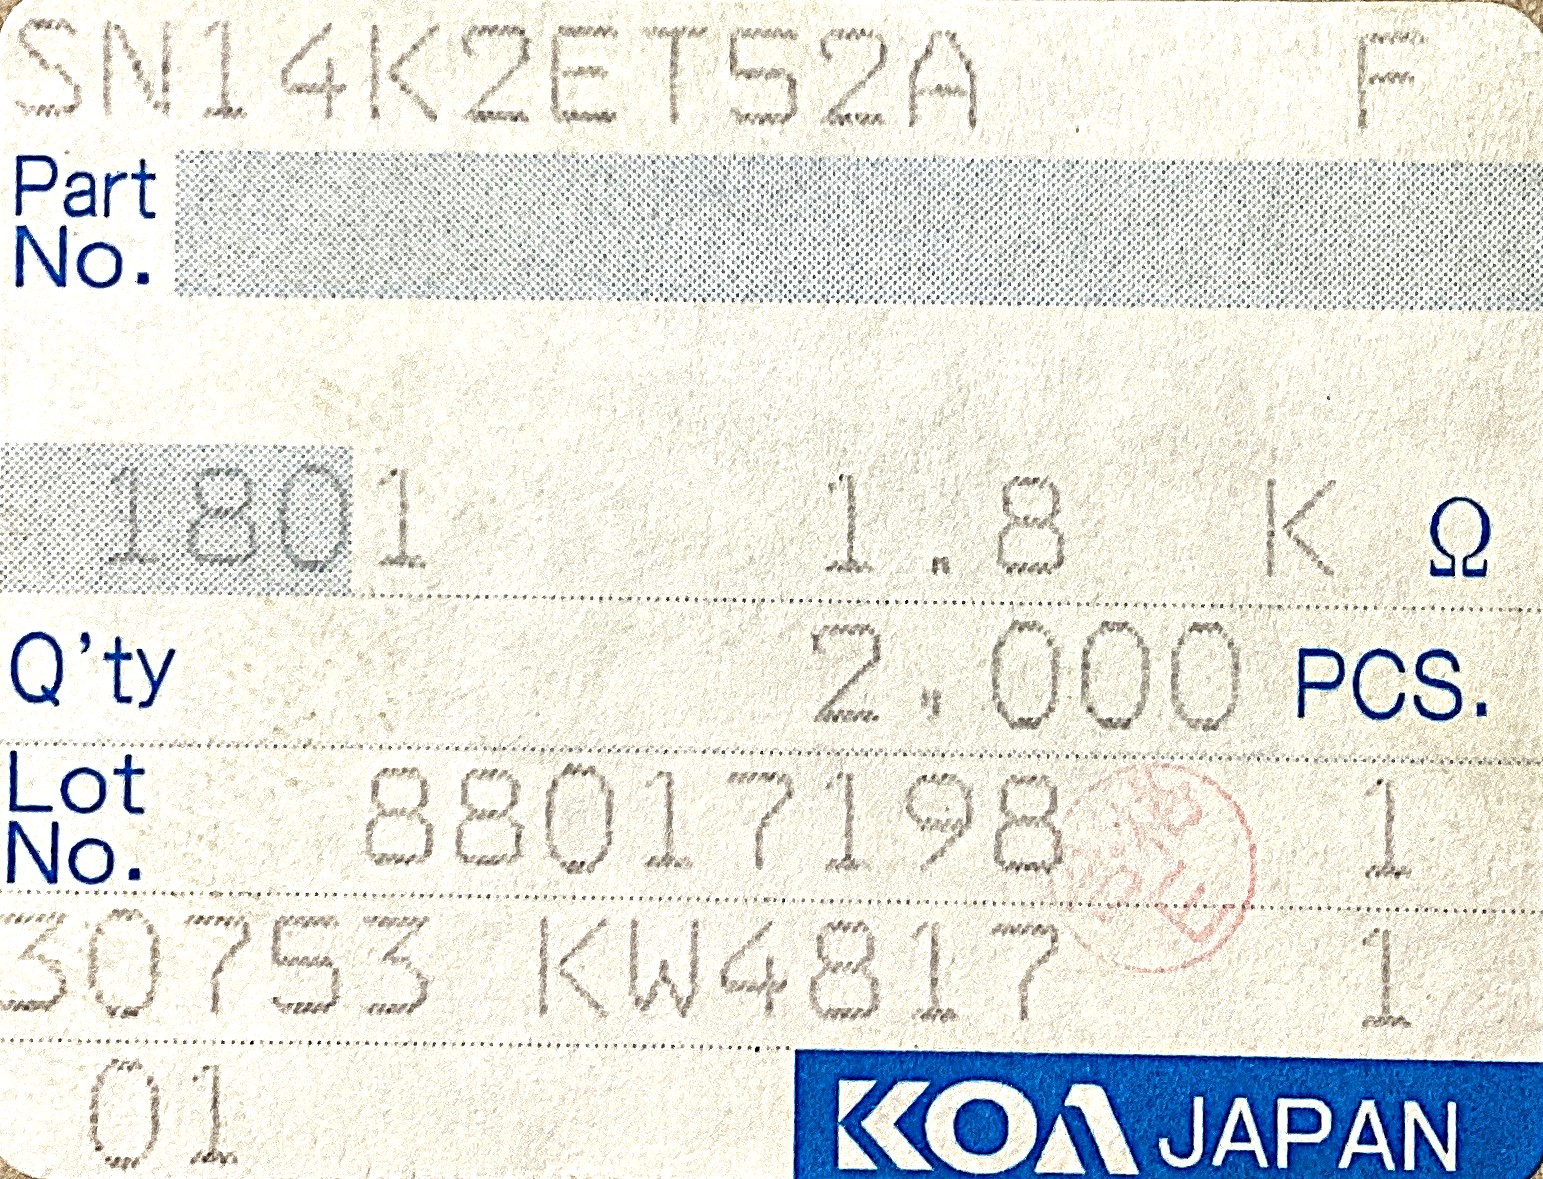 SN14K2ET52A F
Part No.
1801 1.8 K Ω
Q'ty 2,000 PCS.
Lot No. 88017198 1
30753 KW4817 1
01
KOA JAPAN